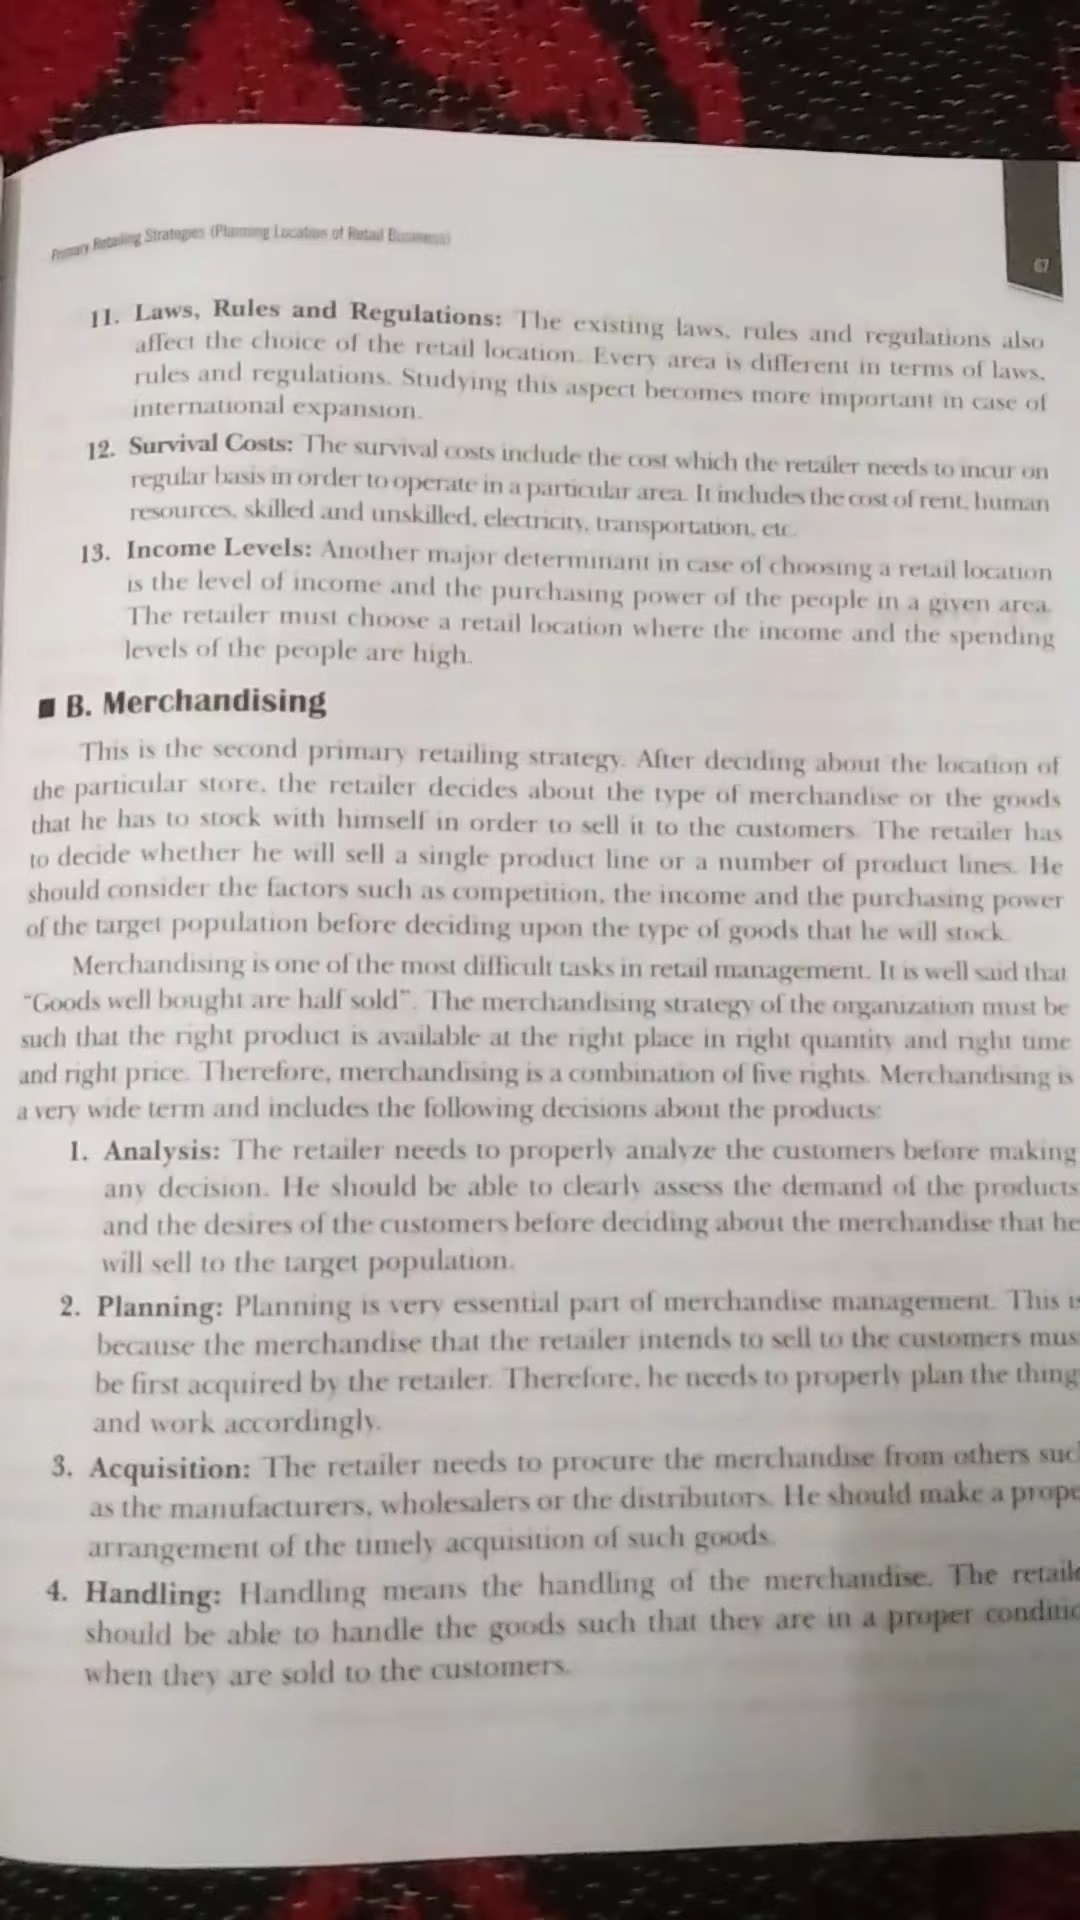 Primary Retailing Strategies (Planning Location of Retail Business)
67
11. Laws, Rules and Regulations: The existing laws, rules and regulations also
affect the choice of the retail location. Every area is different in terms of laws,
rules and regulations. Studying this aspect becomes more important in case of
international expansion.
12. Survival Costs: The survival costs include the cost which the retailer needs to incur on
regular basis in order to operate in a particular area. It includes the cost of rent, human
resources, skilled and unskilled, electricity, transportation, etc.
13. Income Levels: Another major determinant in case of choosing a retail location
is the level of income and the purchasing power of the people in a given area.
The retailer must choose a retail location where the income and the spending
levels of the people are high.
B. Merchandising
This is the second primary retailing strategy. After deciding about the location of
the particular store, the retailer decides about the type of merchandise or the goods
that he has to stock with himself in order to sell it to the customers. The retailer has
to decide whether he will sell a single product line or a number of product lines. He
should consider the factors such as competition, the income and the purchasing power
of the target population before deciding upon the type of goods that he will stock.
Merchandising is one of the most difficult tasks in retail management. It is well said that
"Goods well bought are half sold". The merchandising strategy of the organization must be
such that the right product is available at the right place in right quantity and right time
and right price. Therefore, merchandising is a combination of five rights. Merchandising is
a very wide term and includes the following decisions about the products:
1. Analysis: The retailer needs to properly analyze the customers before making
any decision. He should be able to clearly assess the demand of the products
and the desires of the customers before deciding about the merchandise that he
will sell to the target population.
2. Planning: Planning is very essential part of merchandise management. This is
because the merchandise that the retailer intends to sell to the customers mus
be first acquired by the retailer. Therefore, he needs to properly plan the thing
and work accordingly.
3. Acquisition: The retailer needs to procure the merchandise from others suc
as the manufacturers, wholesalers or the distributors. He should make a prope
arrangement of the timely acquisition of such goods.
4. Handling: Handling means the handling of the merchandise. The retaile
should be able to handle the goods such that they are in a proper conditio
when they are sold to the customers.